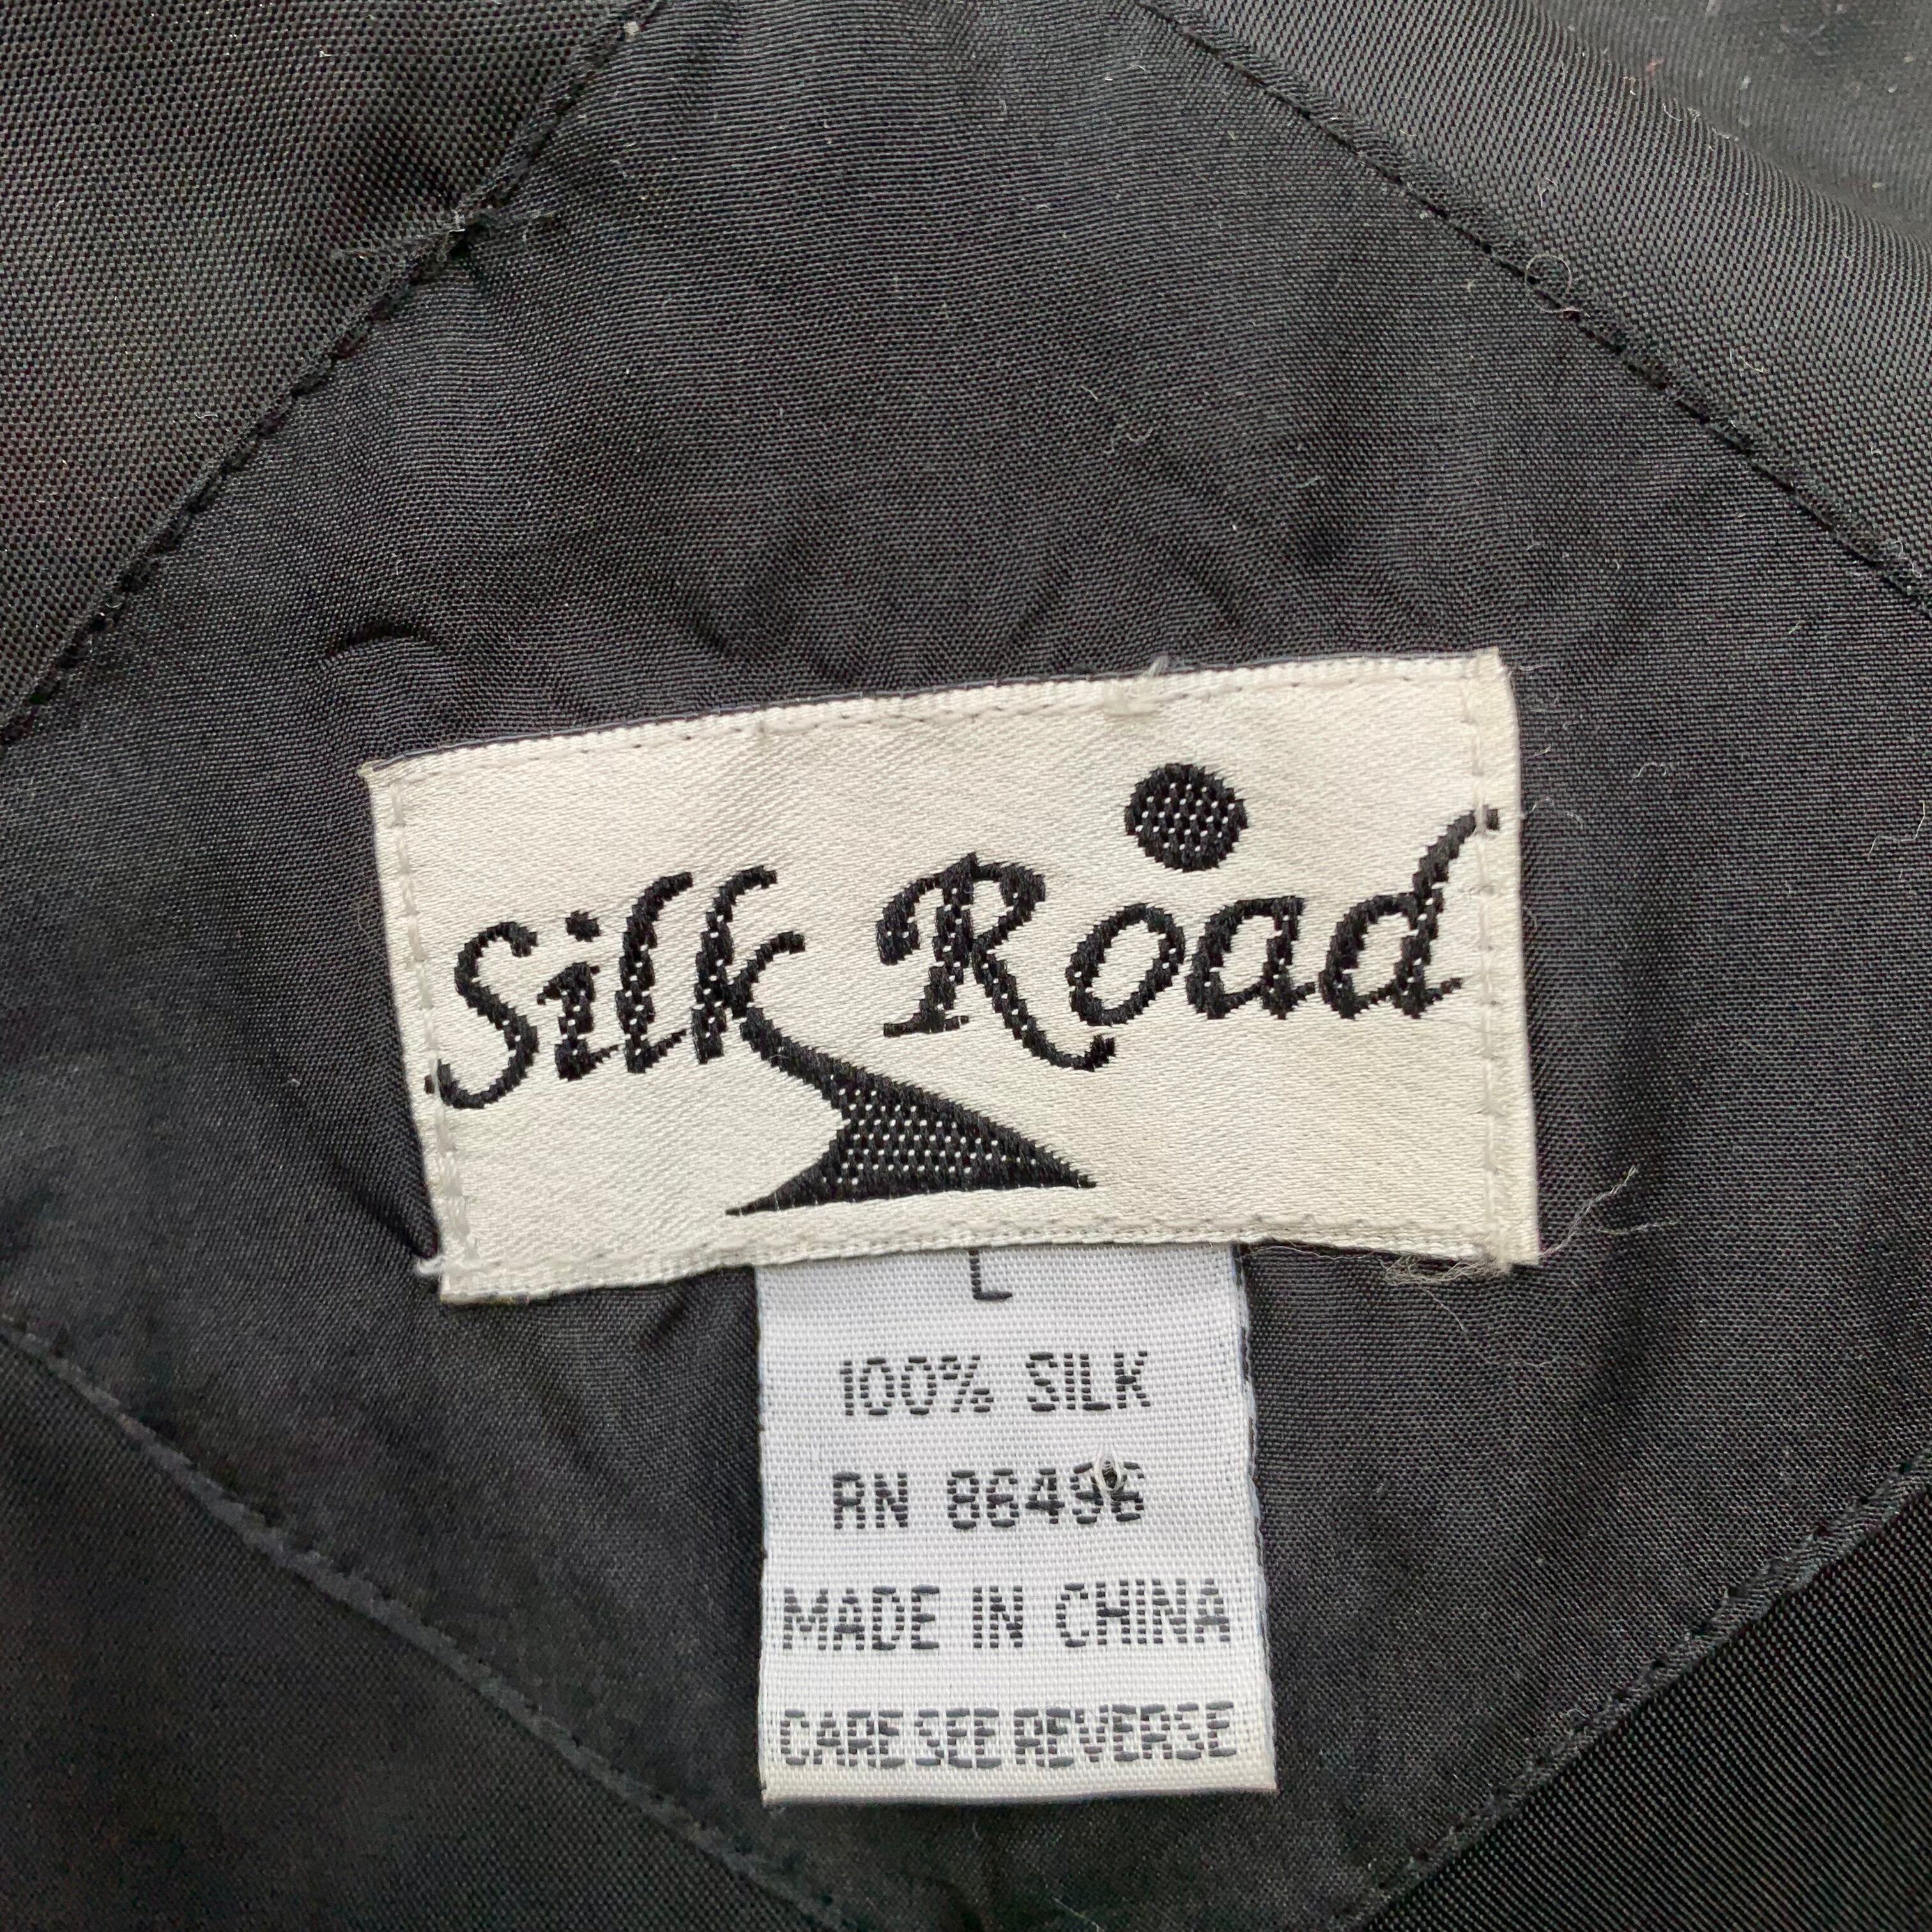 Silk Road
L
100% SILK
RN 86496
MADE IN CHINA
CARE SEE REVERSE